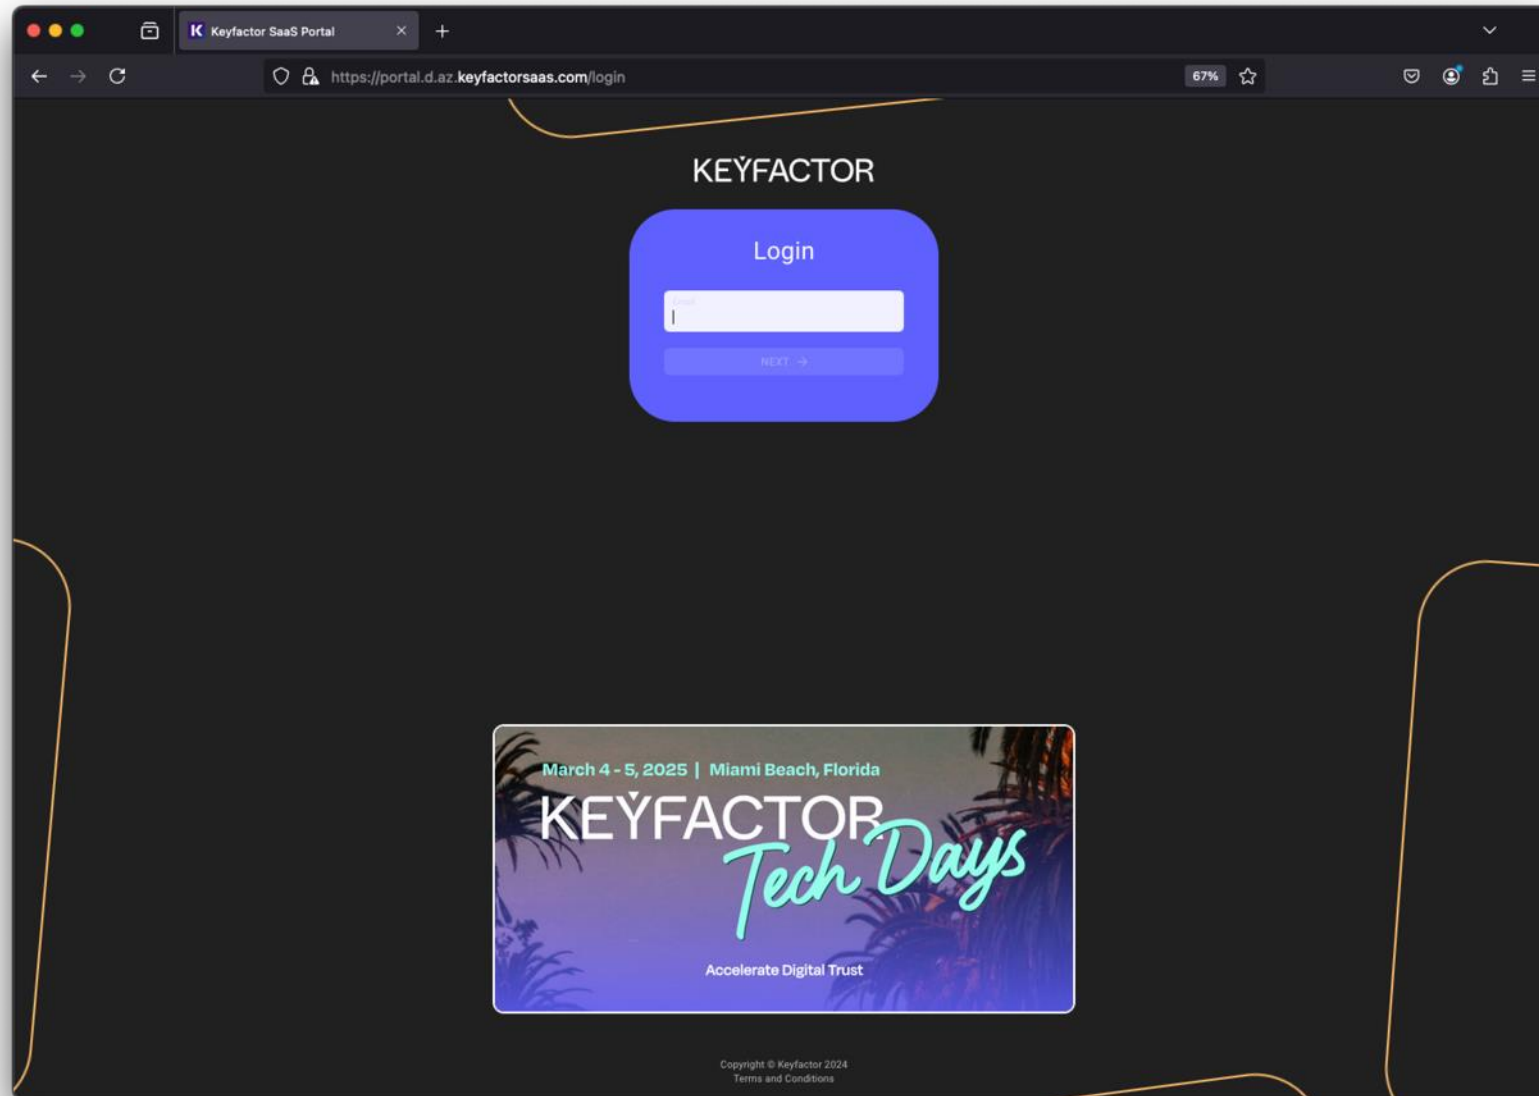 K Keyfactor SaaS Portal
https://portal.d.az.keyfactorsaas.com/login
67%
KEYFACTOR
Login
Email
NEXT →
March 4 - 5, 2025 | Miami Beach, Florida
KEYFACTOR
Tech Days
Accelerate Digital Trust
Copyright © Keyfactor 2024
Terms and Conditions